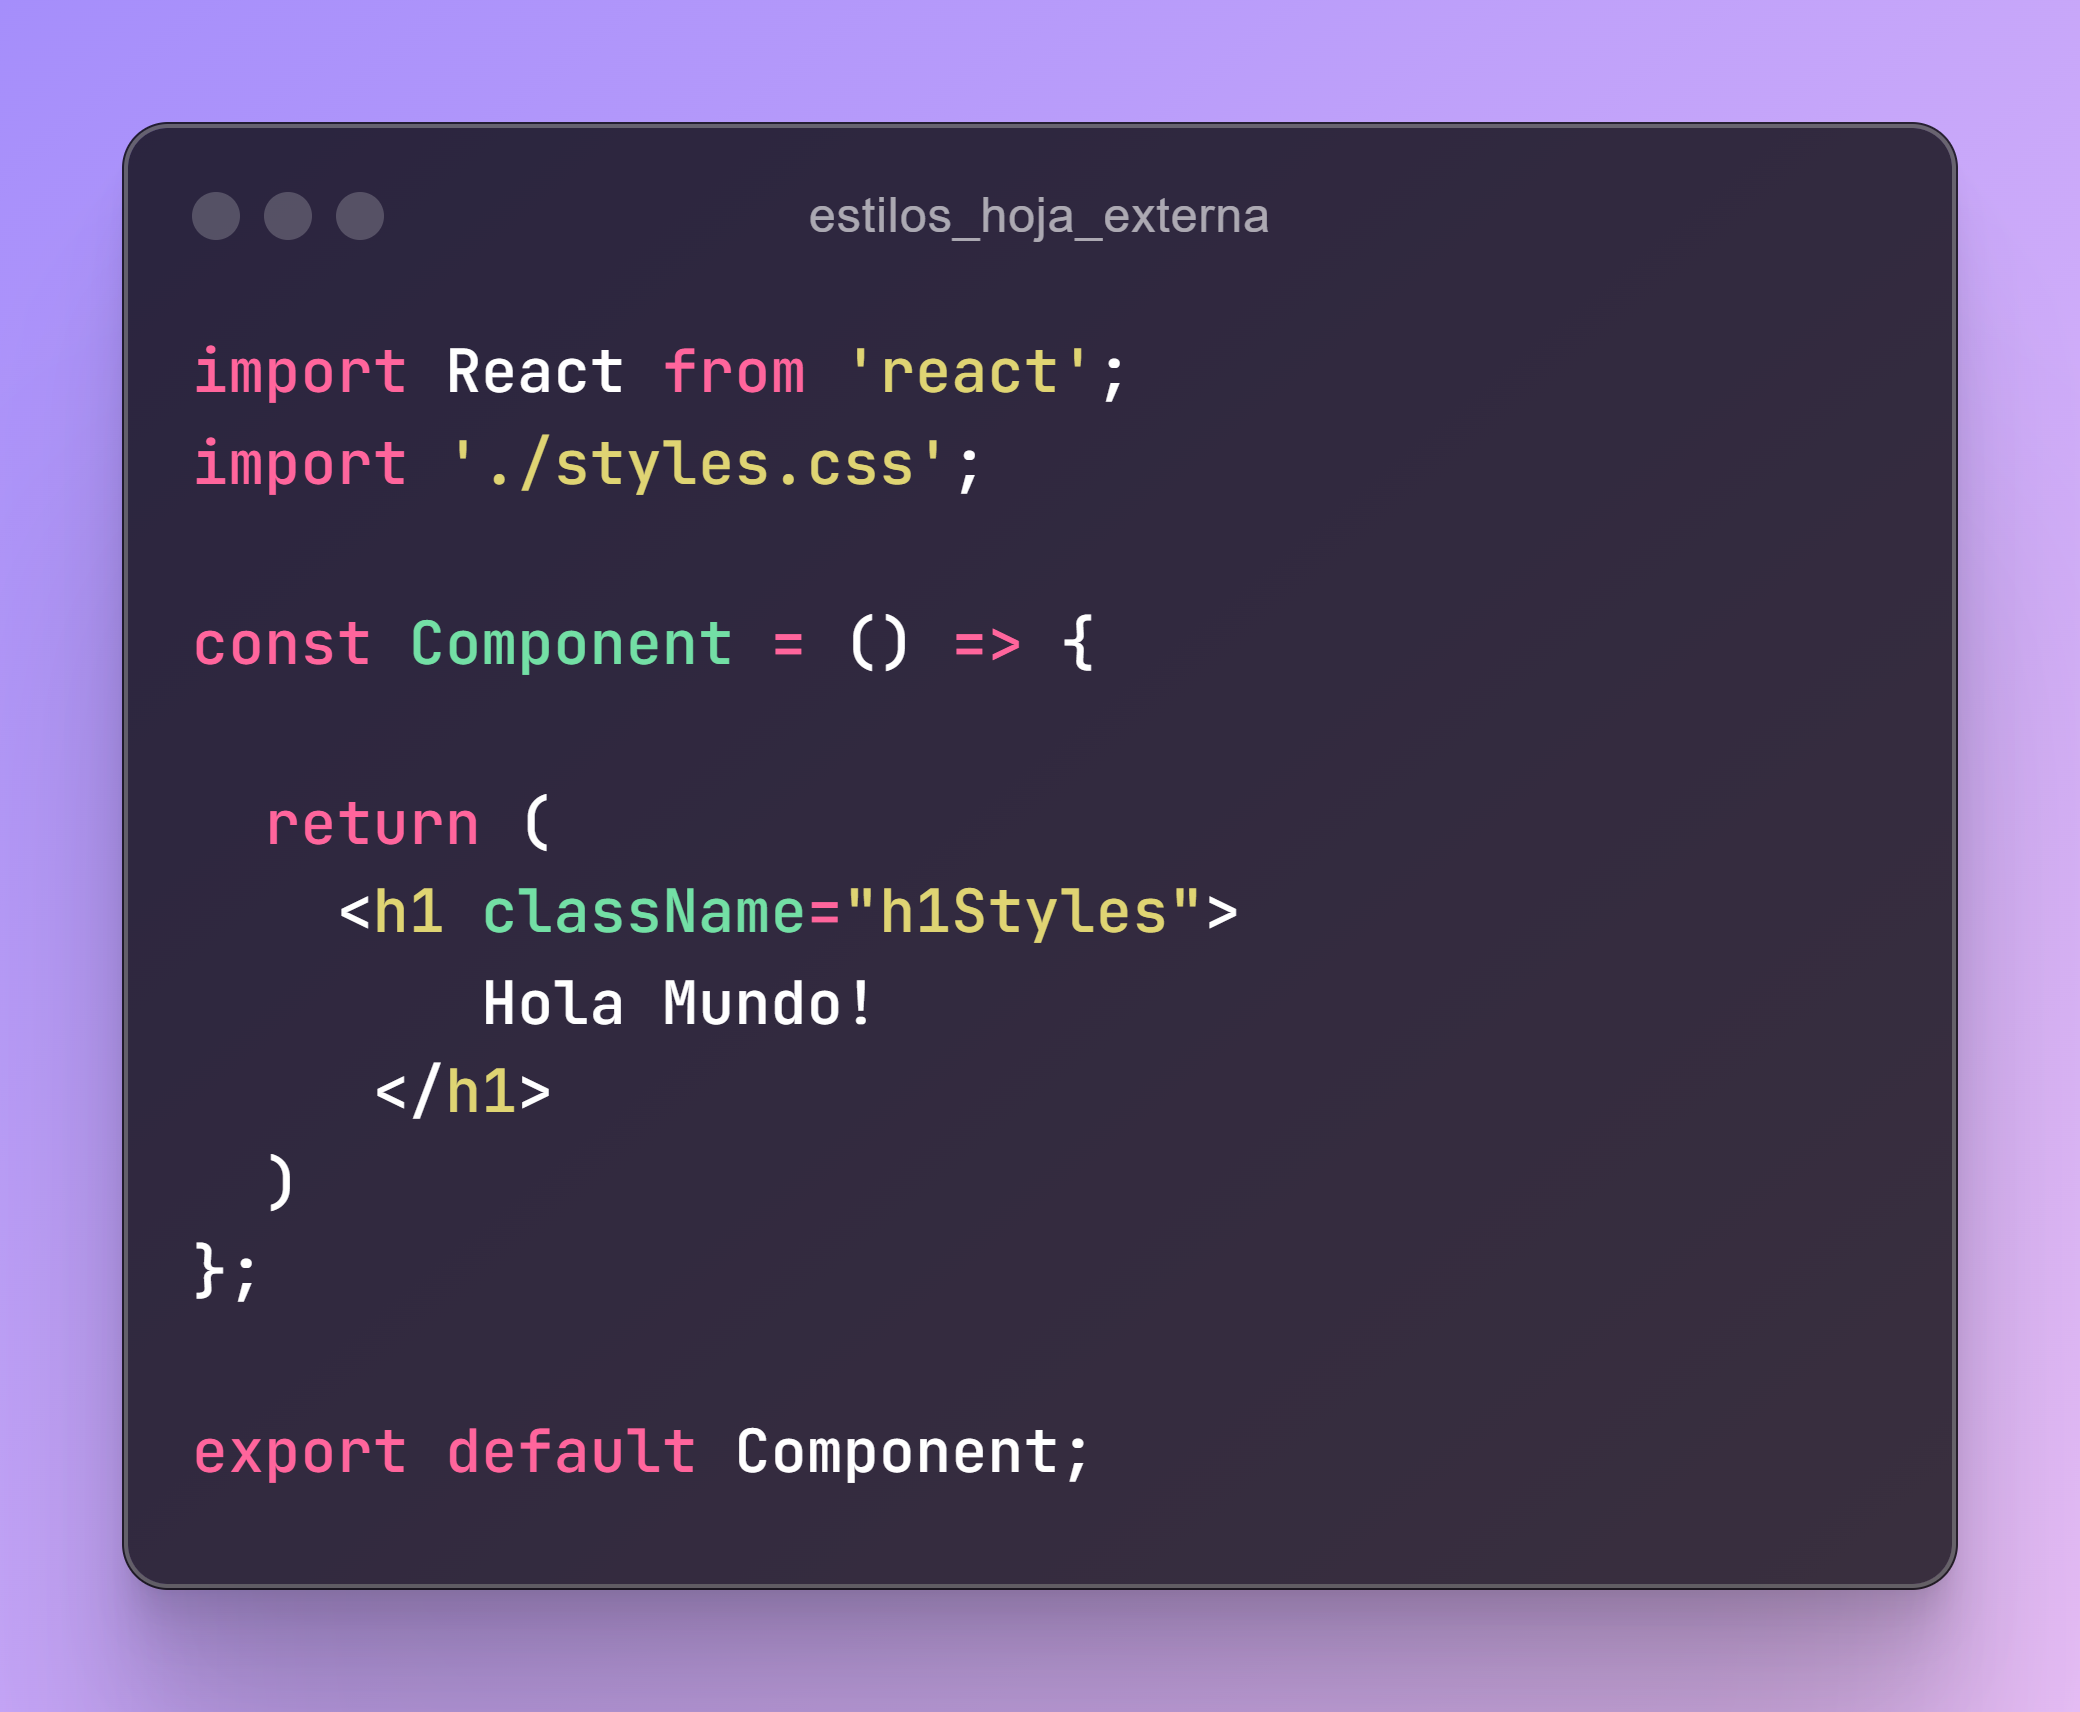 estilos_hoja_externa
import React from 'react';
import './styles.css';
const Component = () => {
  return (
    <h1 className="h1Styles">
        Hola Mundo!
     </h1>
  )
};
export default Component;